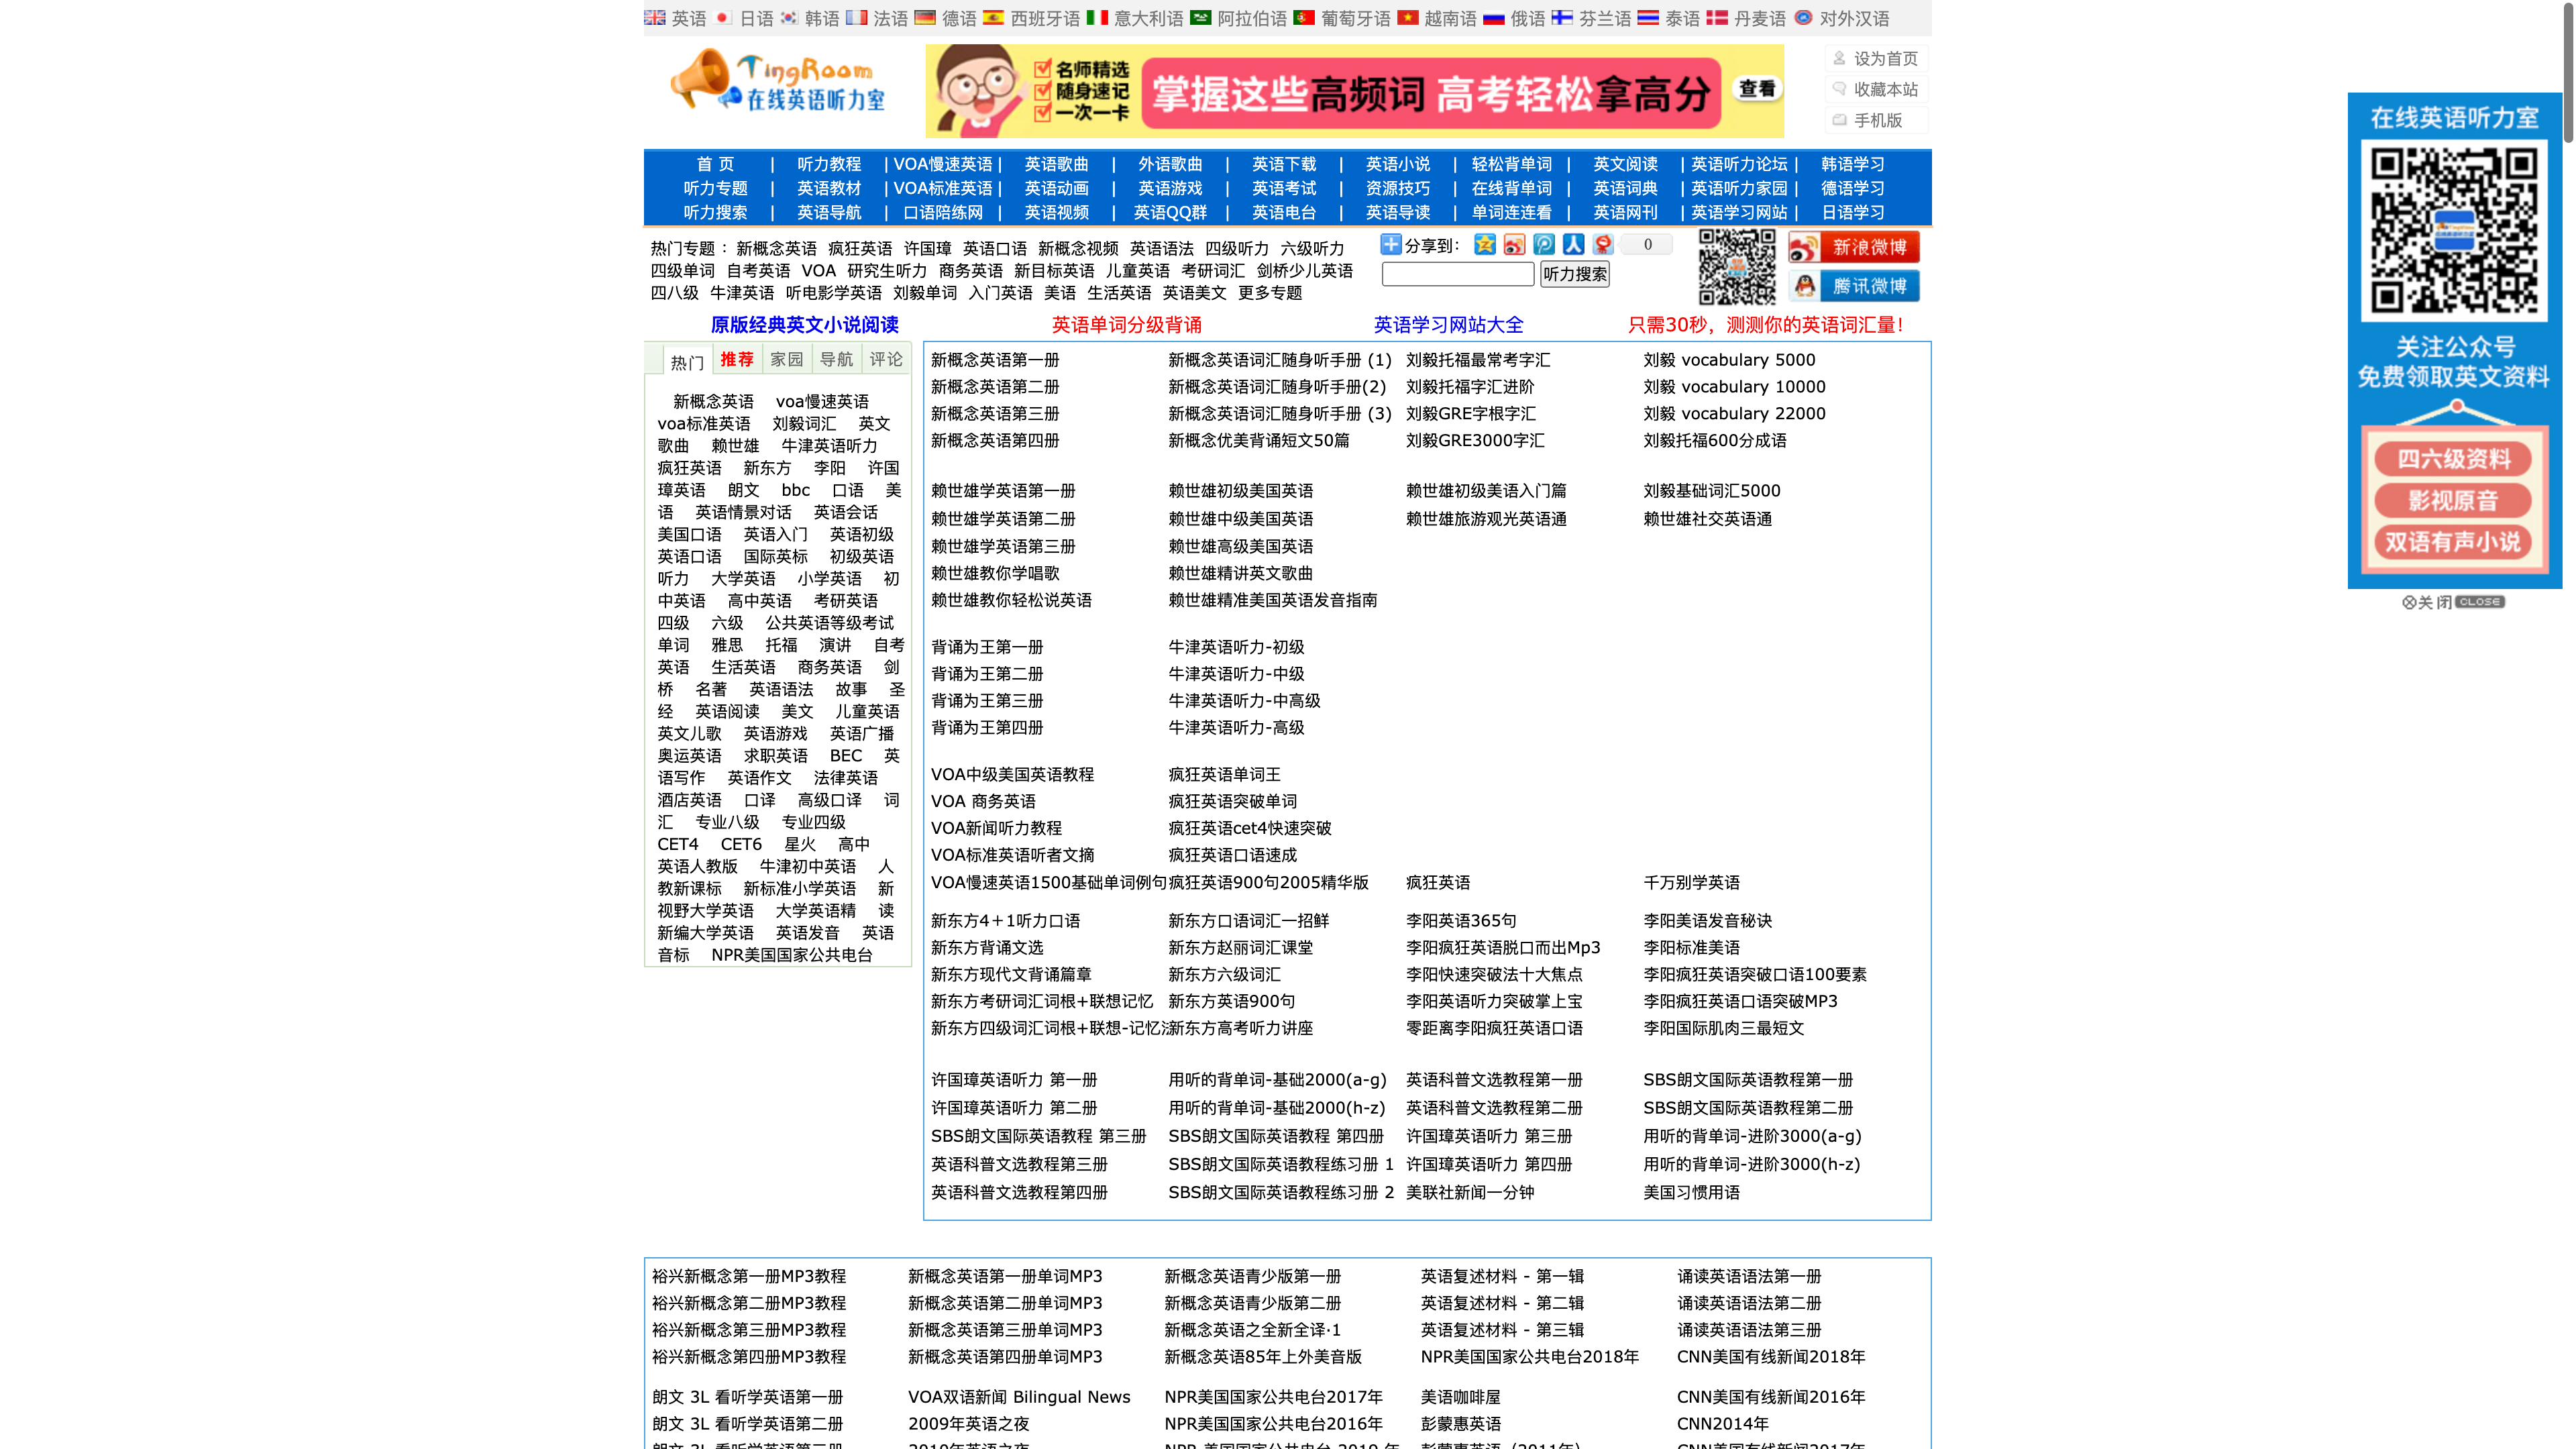 英语 日语 韩语 法语 德语 西班牙语 意大利语 阿拉伯语 葡萄牙语 越南语 俄语 芬兰语 泰语 丹麦语 对外汉语
TingRoom
在线英语听力室
名师精选
随身速记
一次一卡
掌握这些高频词 高考轻松拿高分
查看
设为首页
收藏本站
手机版
首 页 | 听力教程 | VOA慢速英语 | 英语歌曲 | 外语歌曲 | 英语下载 | 英语小说 | 轻松背单词 | 英文阅读 | 英语听力论坛 | 韩语学习
听力专题 | 英语教材 | VOA标准英语 | 英语动画 | 英语游戏 | 英语考试 | 资源技巧 | 在线背单词 | 英语词典 | 英语听力家园 | 德语学习
听力搜索 | 英语导航 | 口语陪练网 | 英语视频 | 英语QQ群 | 英语电台 | 英语导读 | 单词连连看 | 英语网刊 | 英语学习网站 | 日语学习
热门专题： 新概念英语 疯狂英语 许国璋 英语口语 新概念视频 英语语法 四级听力 六级听力
四级单词 自考英语 VOA 研究生听力 商务英语 新目标英语 儿童英语 考研词汇 剑桥少儿英语
四八级 牛津英语 听电影学英语 刘毅单词 入门英语 美语 生活英语 英语美文 更多专题
分享到： 0
听力搜索
新浪微博
腾讯微博
原版经典英文小说阅读 英语单词分级背诵 英语学习网站大全 只需30秒，测测你的英语词汇量！
热门 推荐 家园 导航 评论
新概念英语 voa慢速英语
voa标准英语 刘毅词汇 英文
歌曲 赖世雄 牛津英语听力
疯狂英语 新东方 李阳 许国
璋英语 朗文 bbc 口语 美
语 英语情景对话 英语会话
美国口语 英语入门 英语初级
英语口语 国际英标 初级英语
听力 大学英语 小学英语 初
中英语 高中英语 考研英语
四级 六级 公共英语等级考试
单词 雅思 托福 演讲 自考
英语 生活英语 商务英语 剑
桥 名著 英语语法 故事 圣
经 英语阅读 美文 儿童英语
英文儿歌 英语游戏 英语广播
奥运英语 求职英语 BEC 英
语写作 英语作文 法律英语
酒店英语 口译 高级口译 词
汇 专业八级 专业四级
CET4 CET6 星火 高中
英语人教版 牛津初中英语 人
教新课标 新标准小学英语 新
视野大学英语 大学英语精 读
新编大学英语 英语发音 英语
音标 NPR美国国家公共电台
新概念英语第一册 新概念英语词汇随身听手册 (1) 刘毅托福最常考字汇 刘毅 vocabulary 5000
新概念英语第二册 新概念英语词汇随身听手册(2) 刘毅托福字汇进阶 刘毅 vocabulary 10000
新概念英语第三册 新概念英语词汇随身听手册 (3) 刘毅GRE字根字汇 刘毅 vocabulary 22000
新概念英语第四册 新概念优美背诵短文50篇 刘毅GRE3000字汇 刘毅托福600分成语
赖世雄学英语第一册 赖世雄初级美国英语 赖世雄初级美语入门篇 刘毅基础词汇5000
赖世雄学英语第二册 赖世雄中级美国英语 赖世雄旅游观光英语通 赖世雄社交英语通
赖世雄学英语第三册 赖世雄高级美国英语
赖世雄教你学唱歌 赖世雄精讲英文歌曲
赖世雄教你轻松说英语 赖世雄精准美国英语发音指南
背诵为王第一册 牛津英语听力-初级
背诵为王第二册 牛津英语听力-中级
背诵为王第三册 牛津英语听力-中高级
背诵为王第四册 牛津英语听力-高级
VOA中级美国英语教程 疯狂英语单词王
VOA 商务英语 疯狂英语突破单词
VOA新闻听力教程 疯狂英语cet4快速突破
VOA标准英语听者文摘 疯狂英语口语速成
VOA慢速英语1500基础单词例句 疯狂英语900句2005精华版 疯狂英语 千万别学英语
新东方4＋1听力口语 新东方口语词汇一招鲜 李阳英语365句 李阳美语发音秘诀
新东方背诵文选 新东方赵丽词汇课堂 李阳疯狂英语脱口而出Mp3 李阳标准美语
新东方现代文背诵篇章 新东方六级词汇 李阳快速突破法十大焦点 李阳疯狂英语突破口语100要素
新东方考研词汇词根+联想记忆 新东方英语900句 李阳英语听力突破掌上宝 李阳疯狂英语口语突破MP3
新东方四级词汇词根+联想-记忆 新东方高考听力讲座 零距离李阳疯狂英语口语 李阳国际肌肉三最短文
许国璋英语听力 第一册 用听的背单词-基础2000(a-g) 英语科普文选教程第一册 SBS朗文国际英语教程第一册
许国璋英语听力 第二册 用听的背单词-基础2000(h-z) 英语科普文选教程第二册 SBS朗文国际英语教程第二册
SBS朗文国际英语教程 第三册 SBS朗文国际英语教程 第四册 许国璋英语听力 第三册 用听的背单词-进阶3000(a-g)
英语科普文选教程第三册 SBS朗文国际英语教程练习册 1 许国璋英语听力 第四册 用听的背单词-进阶3000(h-z)
英语科普文选教程第四册 SBS朗文国际英语教程练习册 2 美联社新闻一分钟 美国习惯用语
裕兴新概念第一册MP3教程 新概念英语第一册单词MP3 新概念英语青少版第一册 英语复述材料 - 第一辑 诵读英语语法第一册
裕兴新概念第二册MP3教程 新概念英语第二册单词MP3 新概念英语青少版第二册 英语复述材料 - 第二辑 诵读英语语法第二册
裕兴新概念第三册MP3教程 新概念英语第三册单词MP3 新概念英语之全新全译·1 英语复述材料 - 第三辑 诵读英语语法第三册
裕兴新概念第四册MP3教程 新概念英语第四册单词MP3 新概念英语85年上外美音版 NPR美国国家公共电台2018年 CNN美国有线新闻2018年
朗文 3L 看听学英语第一册 VOA双语新闻 Bilingual News NPR美国国家公共电台2017年 美语咖啡屋 CNN美国有线新闻2016年
朗文 3L 看听学英语第二册 2009年英语之夜 NPR美国国家公共电台2016年 彭蒙惠英语 CNN2014年
在线英语听力室
关注公众号
免费领取英文资料
四六级资料
影视原音
双语有声小说
关闭 CLOSE